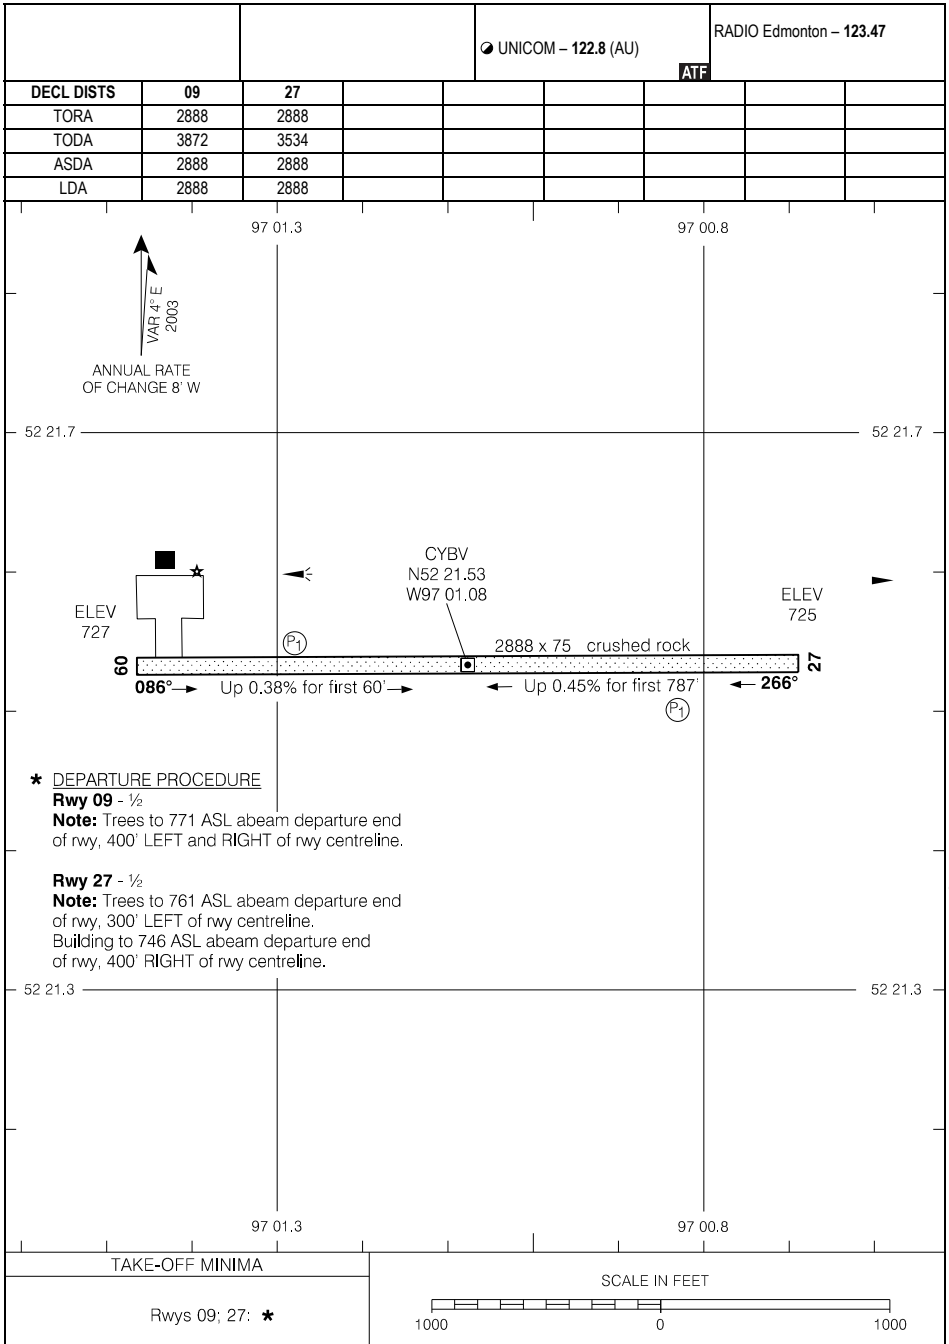 UNICOM – 122.8 (AU)
ATF
RADIO Edmonton – 123.47
DECL DISTS 09 27
TORA 2888 2888
TODA 3872 3534
ASDA 2888 2888
LDA 2888 2888
97 01.3 97 00.8
VAR 4° E
2003
ANNUAL RATE
OF CHANGE 8' W
52 21.7 52 21.7
CYBV
N52 21.53
W97 01.08
ELEV
727
ELEV
725
P1
2888 x 75 crushed rock
09
27
086° Up 0.38% for first 60' Up 0.45% for first 787' 266°
P1
* DEPARTURE PROCEDURE
Rwy 09 - ½
Note: Trees to 771 ASL abeam departure end
of rwy, 400' LEFT and RIGHT of rwy centreline.
Rwy 27 - ½
Note: Trees to 761 ASL abeam departure end
of rwy, 300' LEFT of rwy centreline.
Building to 746 ASL abeam departure end
of rwy, 400' RIGHT of rwy centreline.
52 21.3 52 21.3
97 01.3 97 00.8
TAKE-OFF MINIMA
Rwys 09; 27: *
SCALE IN FEET
1000 0 1000